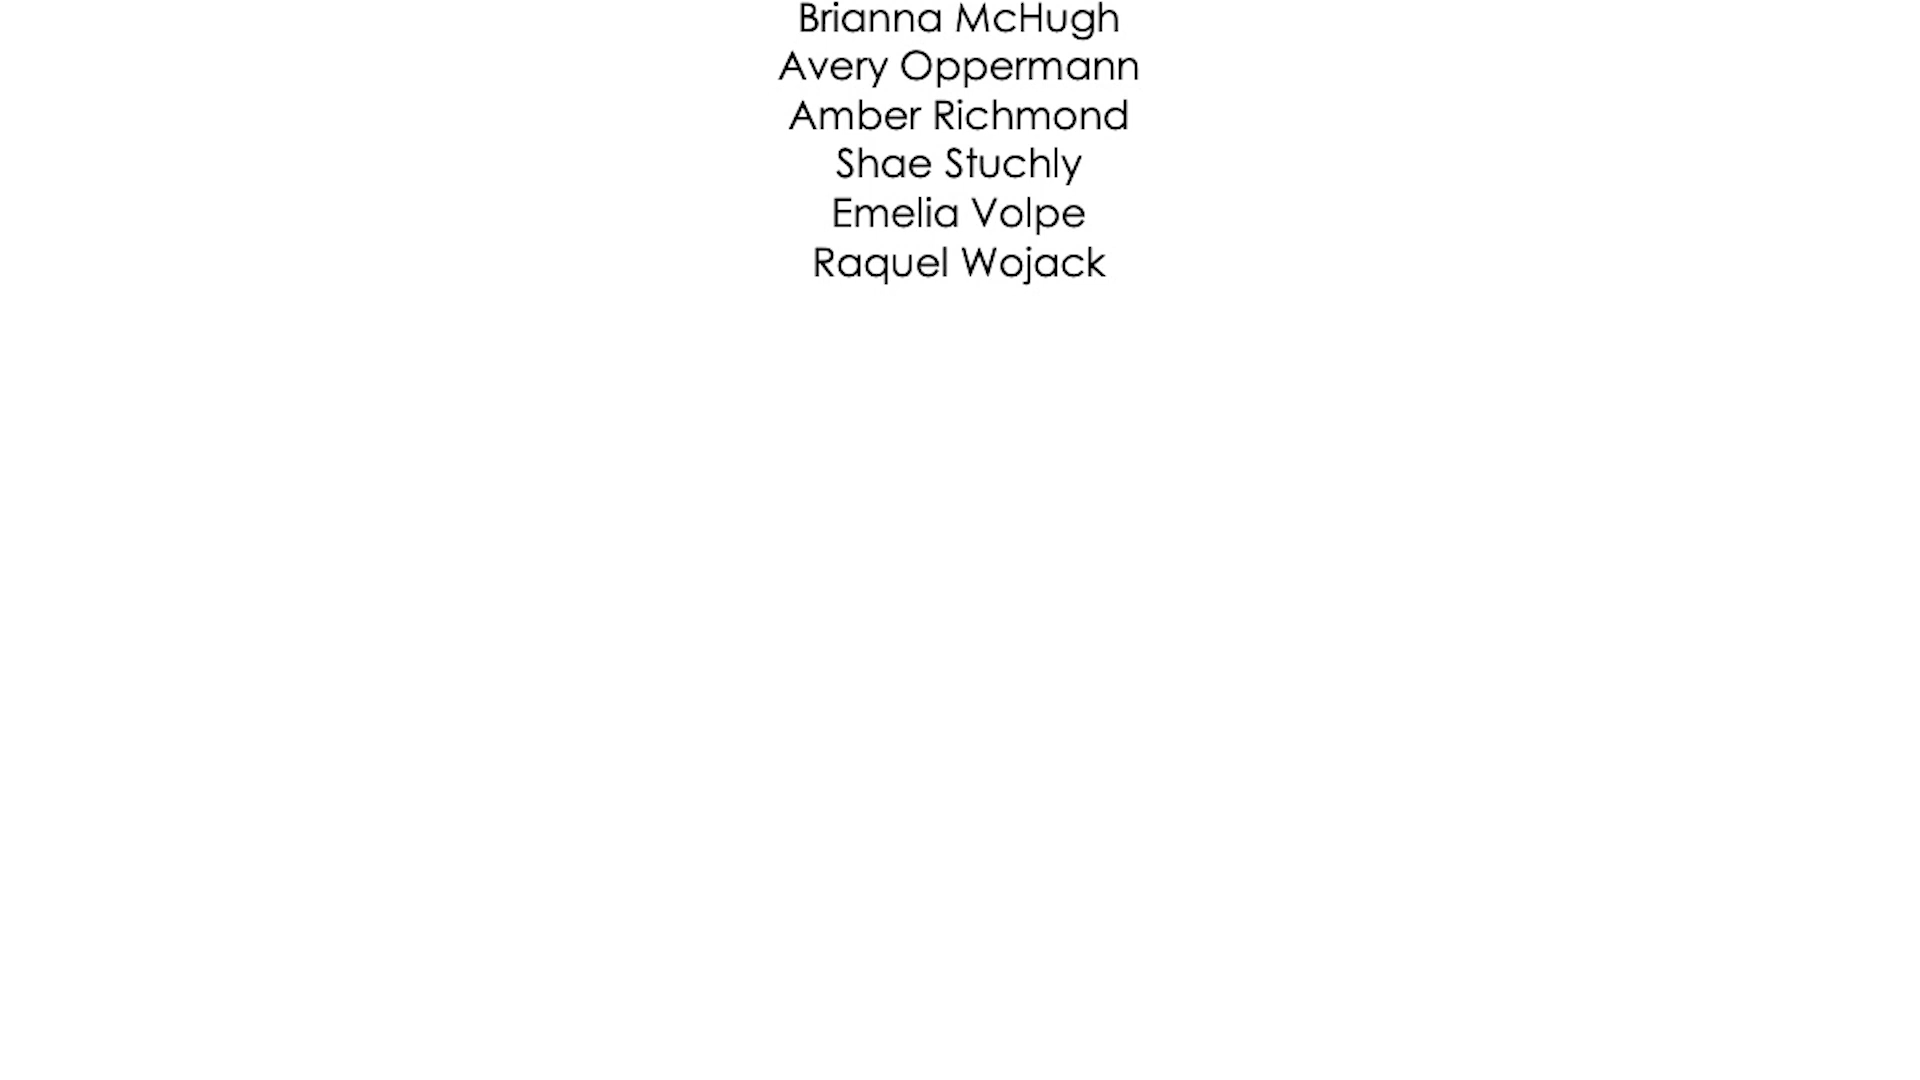 Brianna McHugh
Avery Oppermann
Amber Richmond
Shae Stuchly
Emelia Volpe
Raquel Wojack